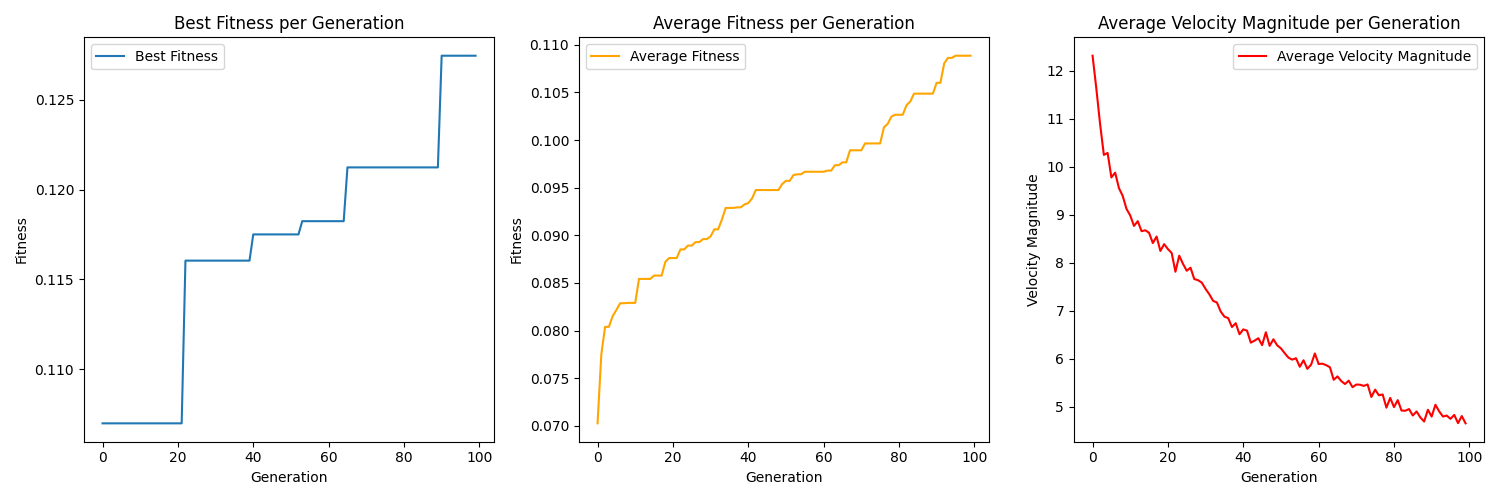 Best Fitness per Generation
Best Fitness
Fitness
0.125
0.120
0.115
0.110
0 20 40 60 80 100
Generation
Average Fitness per Generation
Average Fitness
Fitness
0.110
0.105
0.100
0.095
0.090
0.085
0.080
0.075
0.070
0 20 40 60 80 100
Generation
Average Velocity Magnitude per Generation
Average Velocity Magnitude
Velocity Magnitude
12
11
10
9
8
7
6
5
0 20 40 60 80 100
Generation